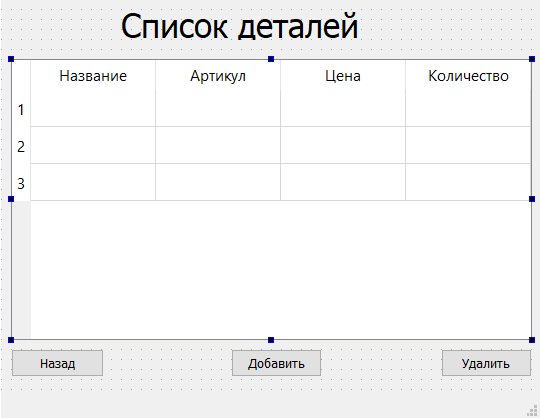 Список деталей
Название Артикул Цена Количество
1
2
3
Назад Добавить Удалить